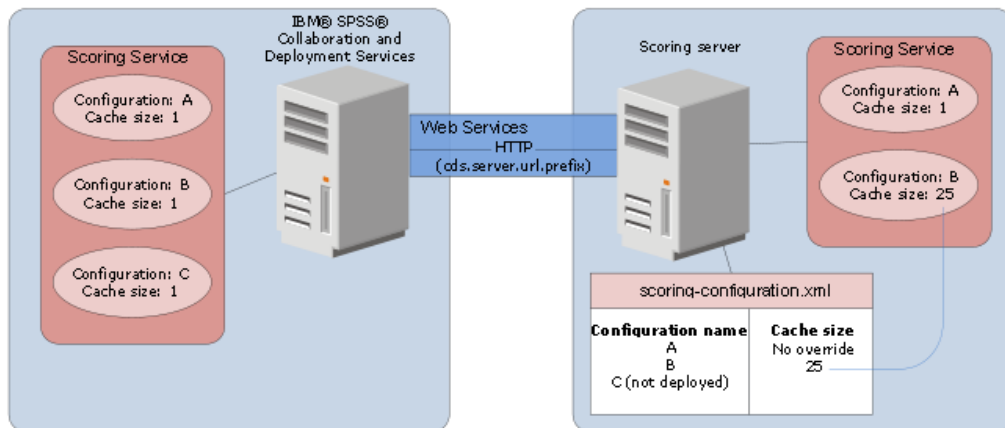 IBM® SPSS®
Collaboration and
Deployment Services
Scoring Service
Configuration: A
Cache size: 1
Configuration: B
Cache size: 1
Configuration: C
Cache size: 1
Web Services
HTTP
(cds.server.url.prefix)
Scoring server
Scoring Service
Configuration: A
Cache size: 1
Configuration: B
Cache size: 25
scoring-configuration.xml
Configuration name
A
B
C (not deployed)
Cache size
No override
25